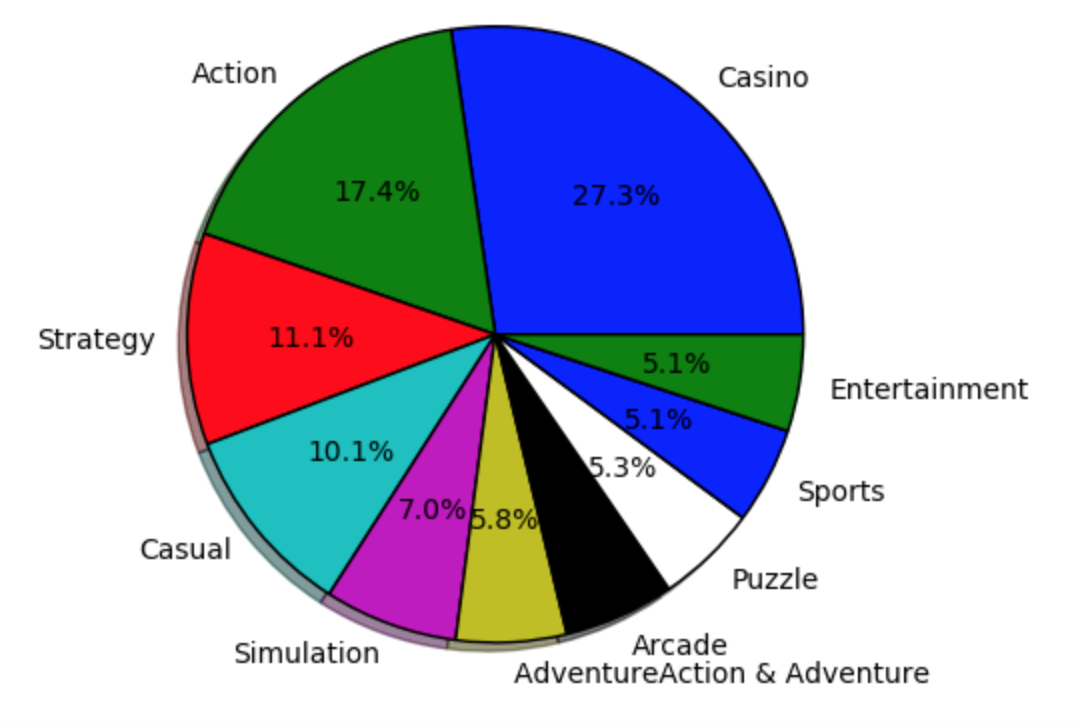 Action
Casino
17.4%
27.3%
Strategy
11.1%
5.1%
Entertainment
5.1%
10.1%
5.3%
Sports
7.0%
5.8%
Casual
Puzzle
Simulation
Arcade
AdventureAction & Adventure